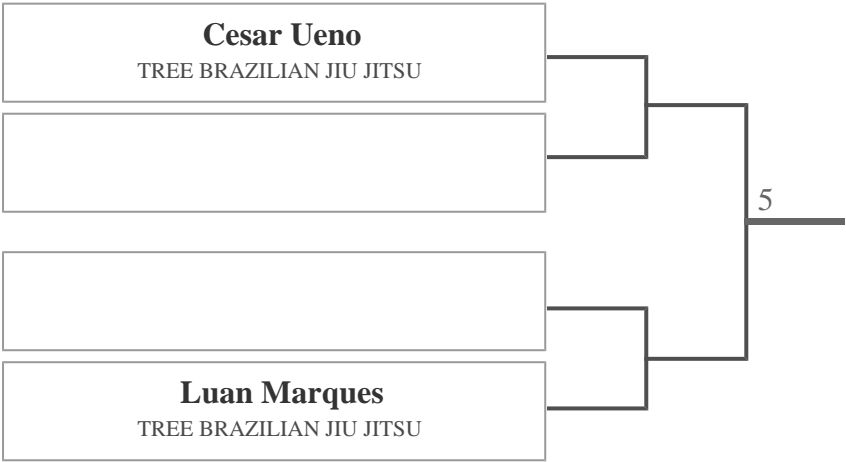 Cesar Ueno
TREE BRAZILIAN JIU JITSU
5
Luan Marques
TREE BRAZILIAN JIU JITSU